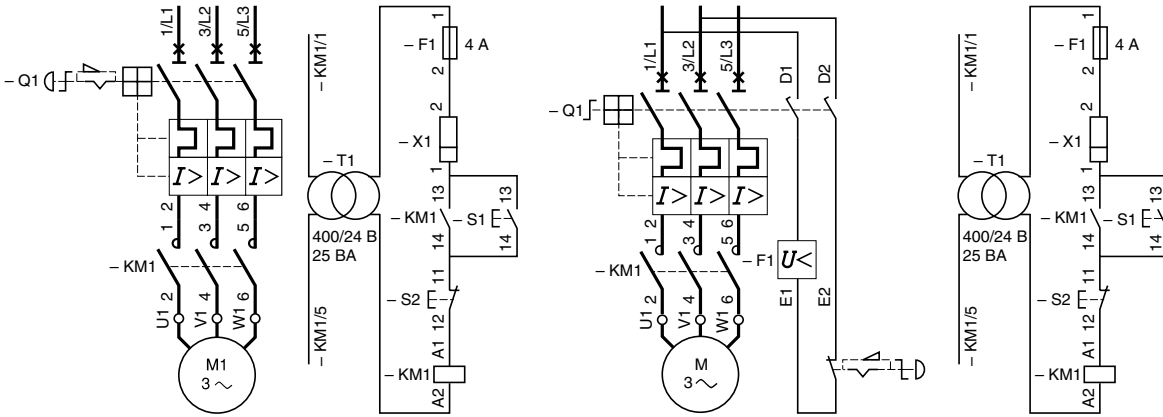 1/L1
3/L2
5/L3
– Q1
I>
I>
I>
2
4
6
1
3
5
– KM1
2
4
6
U1
V1
W1
M1
3 ~
– KM1/1
– T1
400/24 В
25 ВА
– KM1/5
1
– F1
4 A
2
2
– X1
1
13
– KM1
14
– S1
13
14
11
– S2
12
A1
– KM1
A2
1/L1
3/L2
5/L3
D1
D2
– Q1
I>
I>
I>
2
4
6
1
3
5
– KM1
2
4
6
U1
V1
W1
M
3 ~
– F1
U<
E1
E2
– KM1/1
– T1
400/24 В
25 ВА
– KM1/5
1
– F1
4 A
2
2
– X1
1
13
– KM1
14
– S1
13
14
11
– S2
12
A1
– KM1
A2